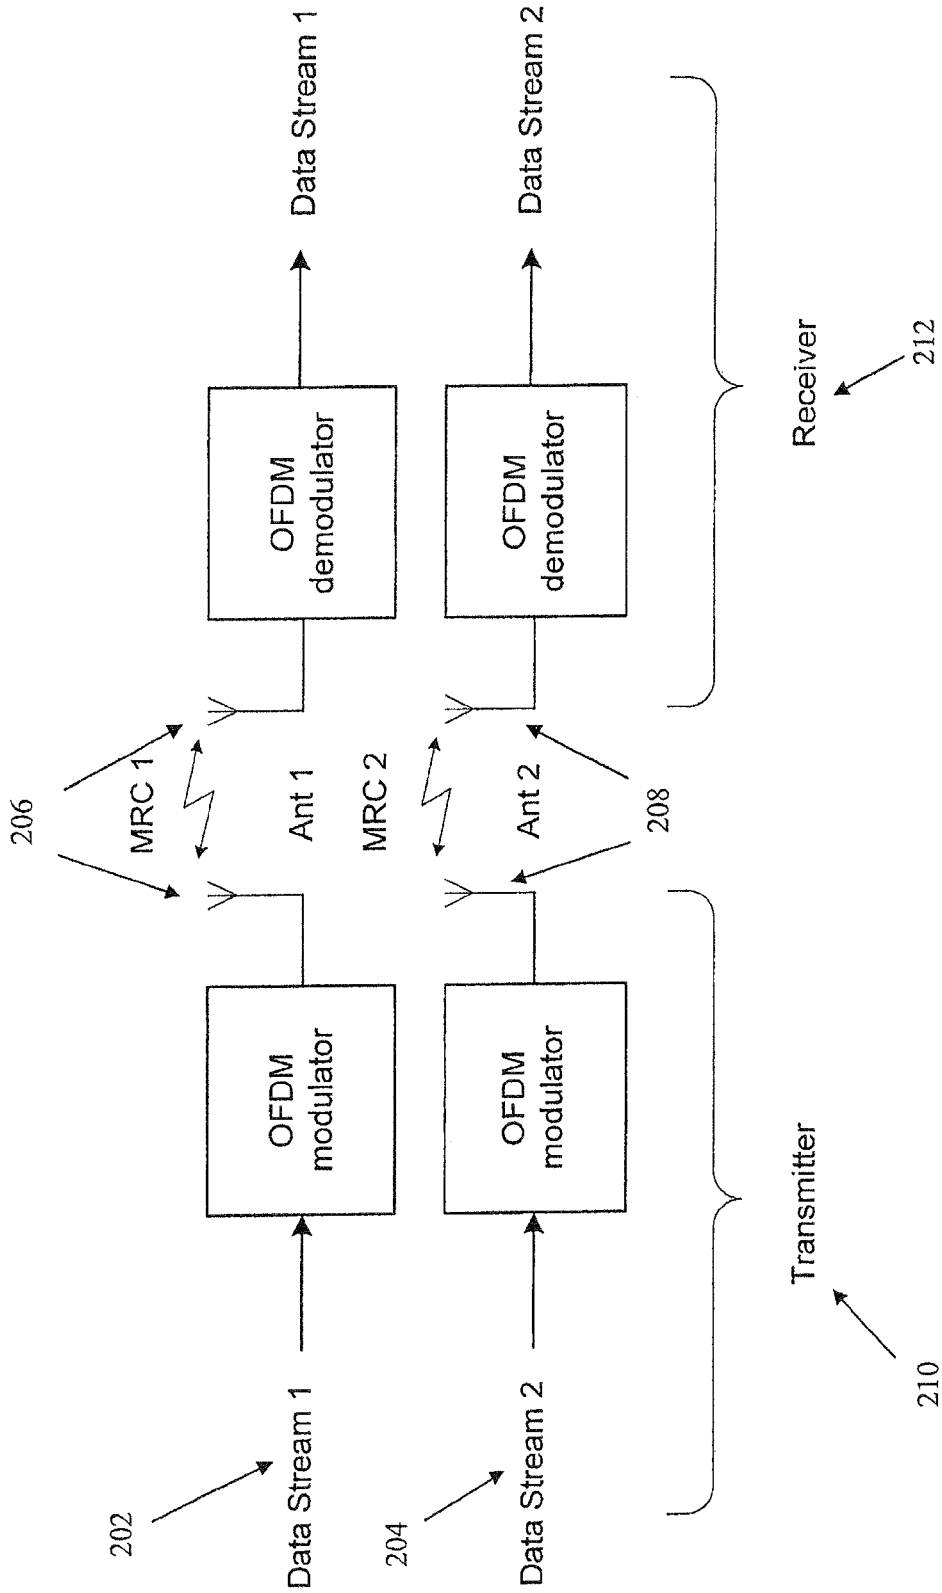 206
MRC 1
202
Data Stream 1
OFDM
modulator
Ant 1
OFDM
demodulator
Data Stream 1
MRC 2
204
Data Stream 2
OFDM
modulator
Ant 2
OFDM
demodulator
Data Stream 2
208
Transmitter
Receiver
210
212